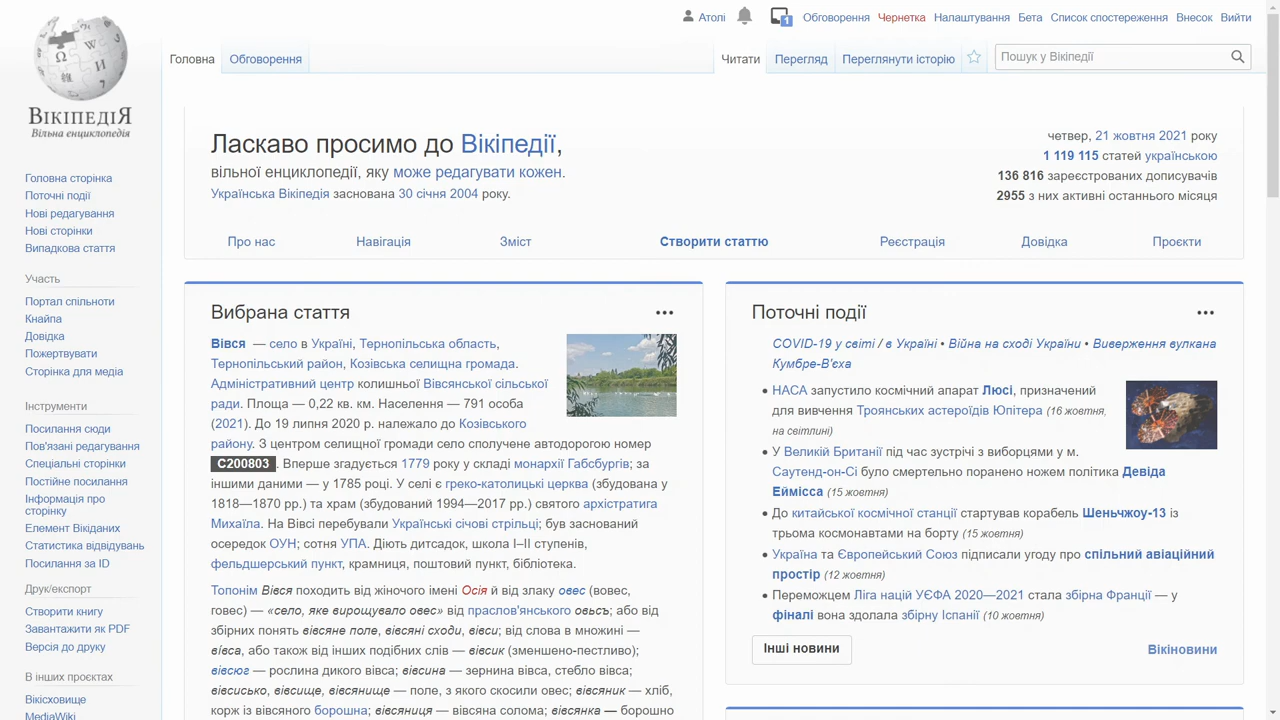 Атолі 1 Обговорення Чернетка Налаштування Бета Список спостереження Внесок Вийти
Головна Обговорення Читати Перегляд Переглянути історію Пошук у Вікіпедії
ВІКІПЕДІЯ
Вільна енциклопедія
Головна сторінка
Поточні події
Нові редагування
Нові сторінки
Випадкова стаття
Участь
Портал спільноти
Кнайпа
Довідка
Пожертвувати
Сторінка для медіа
Інструменти
Посилання сюди
Пов'язані редагування
Спеціальні сторінки
Постійне посилання
Інформація про
сторінку
Елемент Вікіданих
Статистика відвідувань
Посилання за ID
Друк/експорт
Створити книгу
Завантажити як PDF
Версія до друку
В інших проєктах
Вікісховище
MediaWiki
Ласкаво просимо до Вікіпедії,
вільної енциклопедії, яку може редагувати кожен.
Українська Вікіпедія заснована 30 січня 2004 року.
четвер, 21 жовтня 2021 року
1 119 115 статей українською
136 816 зареєстрованих дописувачів
2955 з них активні останнього місяця
Про нас Навігація Зміст Створити статтю Реєстрація Довідка Проєкти
Вибрана стаття
Вівся — село в Україні, Тернопільська область,
Тернопільський район, Козівська селищна громада.
Адміністративний центр колишньої Вівсянської сільської
ради. Площа — 0,22 кв. км. Населення — 791 особа
(2021). До 19 липня 2020 р. належало до Козівського
району. З центром селищної громади село сполучене автодорогою номер
С200803. Вперше згадується 1779 року у складі монархії Габсбургів; за
іншими даними — у 1785 році. У селі є греко-католицькі церква (збудована у
1818—1870 рр.) та храм (збудований 1994—2017 рр.) святого архістратига
Михаїла. На Вівсі перебували Українські січові стрільці; був заснований
осередок ОУН; сотня УПА. Діють дитсадок, школа I–II ступенів,
фельдшерський пункт, крамниця, поштовий пункт, бібліотека.
Топонім Вівся походить від жіночого імені Осія й від злаку овес (вовес,
говес) — «село, яке вирощувало овес» від праслов'янського овьсъ; або від
збірних понять вівсяне поле, вівсяні сходи, вівси; від слова в множині —
вівса, або також від інших подібних слів — вівсик (зменшено-пестливо);
вівсюг — рослина дикого вівса; вівсина — зернина вівса, стебло вівса;
вівсисько, вівсище, вівсянище — поле, з якого скосили овес; вівсяник — хліб,
корж із вівсяного борошна; вівсяниця — вівсяна солома; вівсянка — борошно
Поточні події
COVID-19 у світі / в Україні • Війна на сході України • Виверження вулкана
Кумбре-В'єха
• НАСА запустило космічний апарат Люсі, призначений
для вивчення Троянських астероїдів Юпітера (16 жовтня,
на світлині)
• У Великій Британії під час зустрічі з виборцями у м.
Саутенд-он-Сі було смертельно поранено ножем політика Девіда
Еймісса (15 жовтня)
• До китайської космічної станції стартував корабель Шеньчжоу-13 із
трьома космонавтами на борту (15 жовтня)
• Україна та Європейський Союз підписали угоду про спільний авіаційний
простір (12 жовтня)
• Переможцем Ліга націй УЄФА 2020—2021 стала збірна Франції — у
фіналі вона здолала збірну Іспанії (10 жовтня)
Інші новини Вікіновини